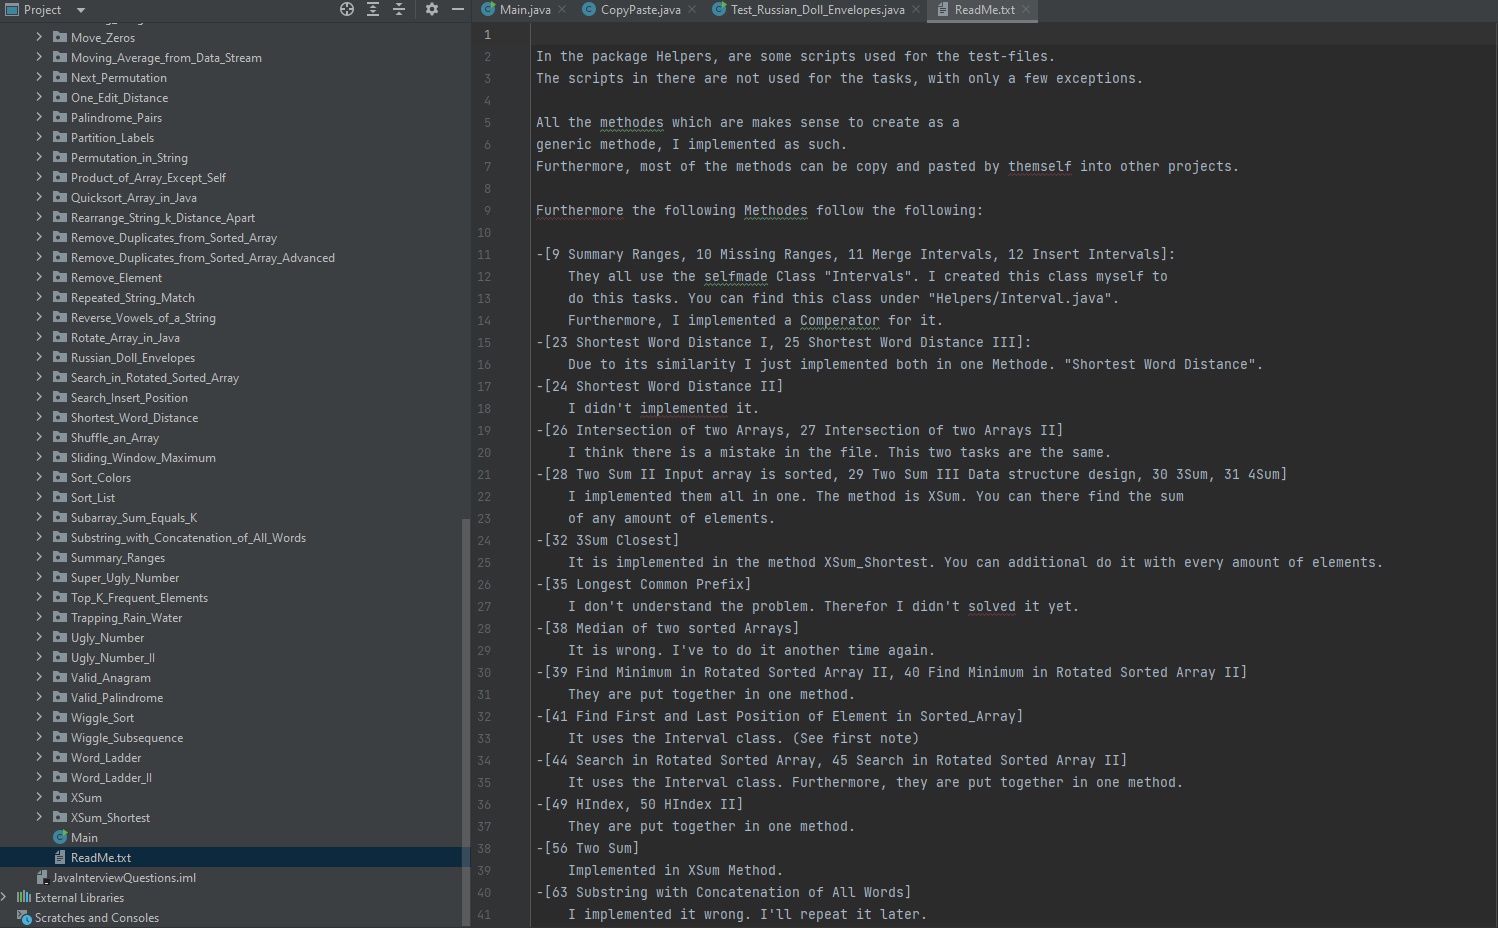 Project
Main.java
CopyPaste.java
Test_Russian_Doll_Envelopes.java
ReadMe.txt
Move_Zeros
Moving_Average_from_Data_Stream
Next_Permutation
One_Edit_Distance
Palindrome_Pairs
Partition_Labels
Permutation_in_String
Product_of_Array_Except_Self
Quicksort_Array_in_Java
Rearrange_String_k_Distance_Apart
Remove_Duplicates_from_Sorted_Array
Remove_Duplicates_from_Sorted_Array_Advanced
Remove_Element
Repeated_String_Match
Reverse_Vowels_of_a_String
Rotate_Array_in_Java
Russian_Doll_Envelopes
Search_in_Rotated_Sorted_Array
Search_Insert_Position
Shortest_Word_Distance
Shuffle_an_Array
Sliding_Window_Maximum
Sort_Colors
Sort_List
Subarray_Sum_Equals_K
Substring_with_Concatenation_of_All_Words
Summary_Ranges
Super_Ugly_Number
Top_K_Frequent_Elements
Trapping_Rain_Water
Ugly_Number
Ugly_Number_II
Valid_Anagram
Valid_Palindrome
Wiggle_Sort
Wiggle_Subsequence
Word_Ladder
Word_Ladder_II
XSum
XSum_Shortest
Main
ReadMe.txt
JavaInterviewQuestions.iml
External Libraries
Scratches and Consoles
1
2 In the package Helpers, are some scripts used for the test-files.
3 The scripts in there are not used for the tasks, with only a few exceptions.
4
5 All the methodes which are makes sense to create as a
6 generic methode, I implemented as such.
7 Furthermore, most of the methods can be copy and pasted by themself into other projects.
8
9 Furthermore the following Methodes follow the following:
10
11 -[9 Summary Ranges, 10 Missing Ranges, 11 Merge Intervals, 12 Insert Intervals]:
12 They all use the selfmade Class "Intervals". I created this class myself to
13 do this tasks. You can find this class under "Helpers/Interval.java".
14 Furthermore, I implemented a Comperator for it.
15 -[23 Shortest Word Distance I, 25 Shortest Word Distance III]:
16 Due to its similarity I just implemented both in one Methode. "Shortest Word Distance".
17 -[24 Shortest Word Distance II]
18 I didn't implemented it.
19 -[26 Intersection of two Arrays, 27 Intersection of two Arrays II]
20 I think there is a mistake in the file. This two tasks are the same.
21 -[28 Two Sum II Input array is sorted, 29 Two Sum III Data structure design, 30 3Sum, 31 4Sum]
22 I implemented them all in one. The method is XSum. You can there find the sum
23 of any amount of elements.
24 -[32 3Sum Closest]
25 It is implemented in the method XSum_Shortest. You can additional do it with every amount of elements.
26 -[35 Longest Common Prefix]
27 I don't understand the problem. Therefor I didn't solved it yet.
28 -[38 Median of two sorted Arrays]
29 It is wrong. I've to do it another time again.
30 -[39 Find Minimum in Rotated Sorted Array II, 40 Find Minimum in Rotated Sorted Array II]
31 They are put together in one method.
32 -[41 Find First and Last Position of Element in Sorted_Array]
33 It uses the Interval class. (See first note)
34 -[44 Search in Rotated Sorted Array, 45 Search in Rotated Sorted Array II]
35 It uses the Interval class. Furthermore, they are put together in one method.
36 -[49 HIndex, 50 HIndex II]
37 They are put together in one method.
38 -[56 Two Sum]
39 Implemented in XSum Method.
40 -[63 Substring with Concatenation of All Words]
41 I implemented it wrong. I'll repeat it later.